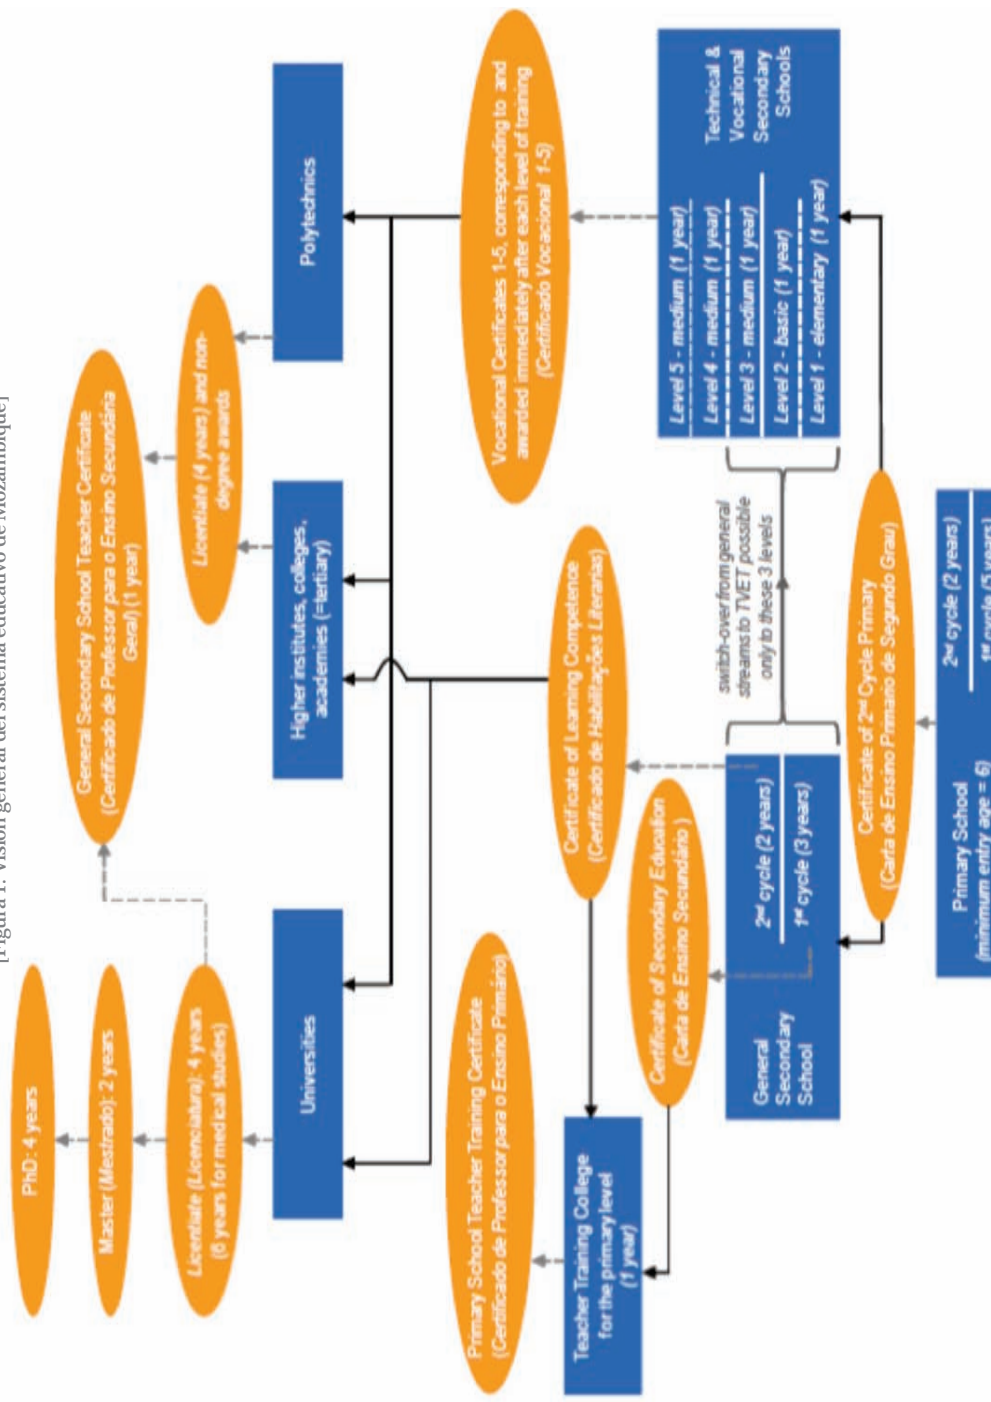 [Figura 1. Visión general del sistema educativo de Mozambique]
PhD: 4 years
Master (Mestrado): 2 years
Licentiate (Licenciatura): 4 years
(6 years for medical studies)
General Secondary School Teacher Certificate
(Certificado de Professor para o Ensino Secundária
Geral) (1 year)
Licentiate (4 years) and non-
degree awards
Universities
Higher institutes, colleges,
academies (=tertiary)
Polytechnics
Primary School Teacher Training Certificate
(Certificado de Professor para o Ensino Primário)
Certificate of Learning Competence
(Certificado de Habilitações Literarias)
Vocational Certificates 1-5, corresponding to and
awarded immediately after each level of training
(Certificado Vocacional 1-5)
Teacher Training College
for the primary level
(1 year)
Certificate of Secondary Education
(Carta de Ensino Secundário )
General
Secondary
School
2nd cycle (2 years)
1st cycle (3 years)
switch-over from general
streams to TVET possible
only to these 3 levels
Level 5 - medium (1 year)
Level 4 - medium (1 year)
Level 3 - medium (1 year)
Level 2 - basic (1 year)
Level 1 - elementary (1 year)
Technical &
Vocational
Secondary
Schools
Certificate of 2nd Cycle Primary
(Carta de Ensino Primário de Segundo Grau)
Primary School
(minimum entry age = 6)
2nd cycle (2 years)
1st cycle (5 years)